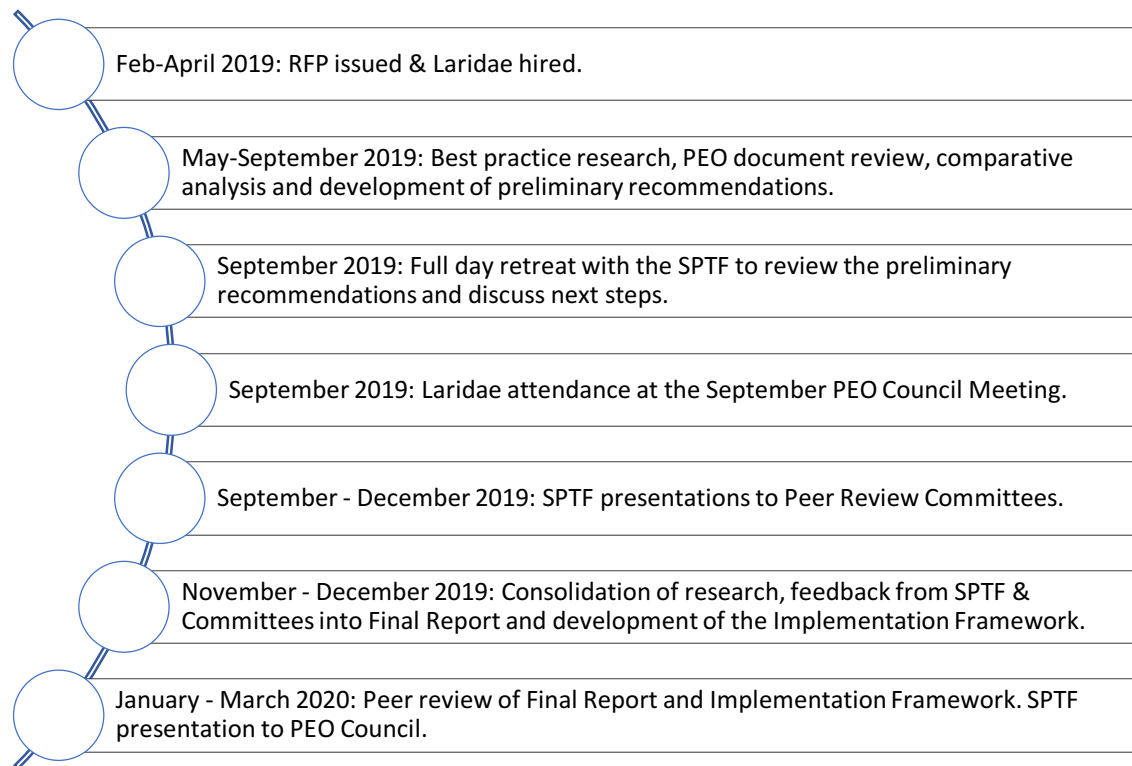 Feb-April 2019: RFP issued & Laridae hired.
May-September 2019: Best practice research, PEO document review, comparative
analysis and development of preliminary recommendations.
September 2019: Full day retreat with the SPTF to review the preliminary
recommendations and discuss next steps.
September 2019: Laridae attendance at the September PEO Council Meeting.
September - December 2019: SPTF presentations to Peer Review Committees.
November - December 2019: Consolidation of research, feedback from SPTF &
Committees into Final Report and development of the Implementation Framework.
January - March 2020: Peer review of Final Report and Implementation Framework. SPTF
presentation to PEO Council.